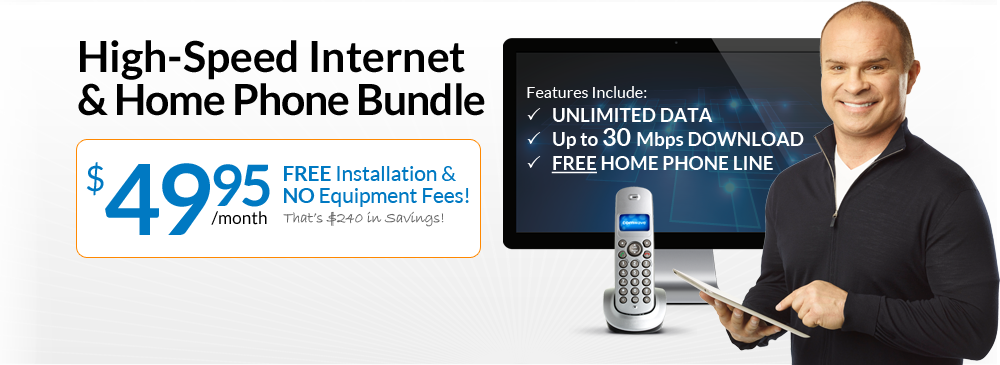 High-Speed Internet
& Home Phone Bundle
$49.95
/month
FREE Installation &
NO Equipment Fees!
That's $240 in Savings!
Features Include:
✓ UNLIMITED DATA
✓ Up to 30 Mbps DOWNLOAD
✓ FREE HOME PHONE LINE